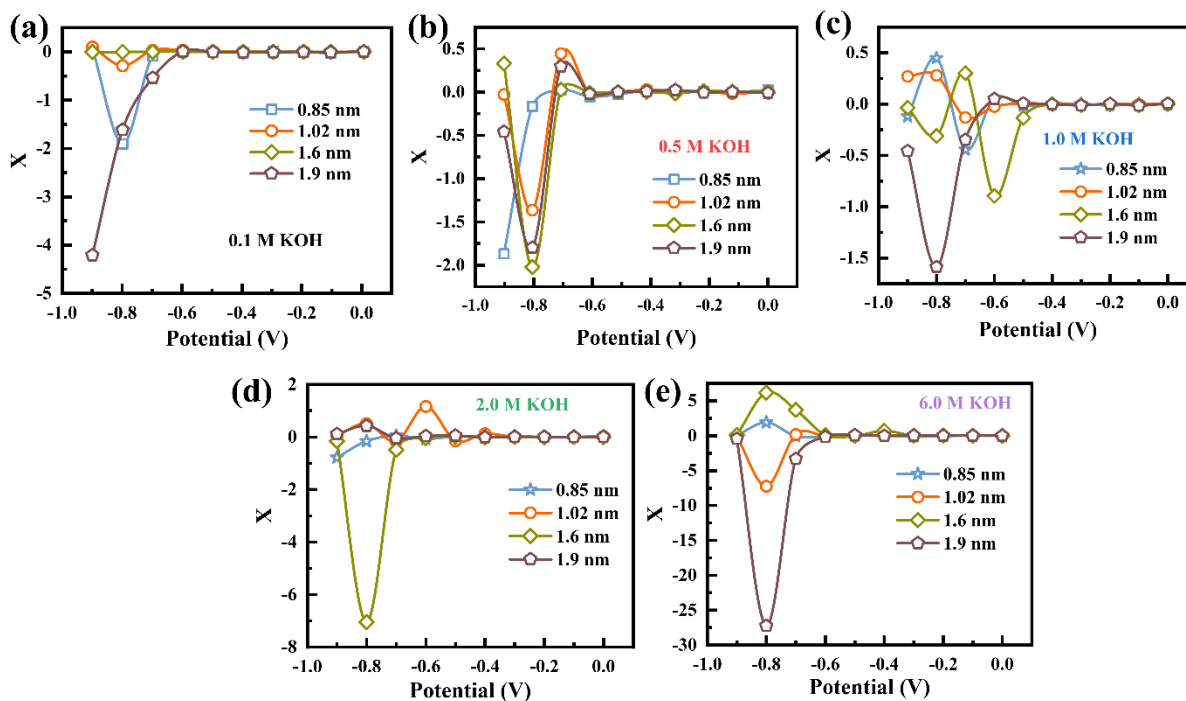 (a)
X
0
-1
-2
-3
-4
-5
0.85 nm
1.02 nm
1.6 nm
1.9 nm
0.1 M KOH
-1.0 -0.8 -0.6 -0.4 -0.2 0.0
Potential (V)
(b)
X
0.5
0.0
-0.5
-1.0
-1.5
-2.0
0.5 M KOH
0.85 nm
1.02 nm
1.6 nm
1.9 nm
-1.0 -0.8 -0.6 -0.4 -0.2 0.0
Potential (V)
(c)
X
0.5
0.0
-0.5
-1.0
-1.5
1.0 M KOH
0.85 nm
1.02 nm
1.6 nm
1.9 nm
-1.0 -0.8 -0.6 -0.4 -0.2 0.0
Potential (V)
(d)
X
2
0
-2
-4
-6
-8
2.0 M KOH
0.85 nm
1.02 nm
1.6 nm
1.9 nm
-1.0 -0.8 -0.6 -0.4 -0.2 0.0
Potential (V)
(e)
X
5
0
-5
-10
-15
-20
-25
-30
6.0 M KOH
0.85 nm
1.02 nm
1.6 nm
1.9 nm
-1.0 -0.8 -0.6 -0.4 -0.2 0.0
Potential (V)